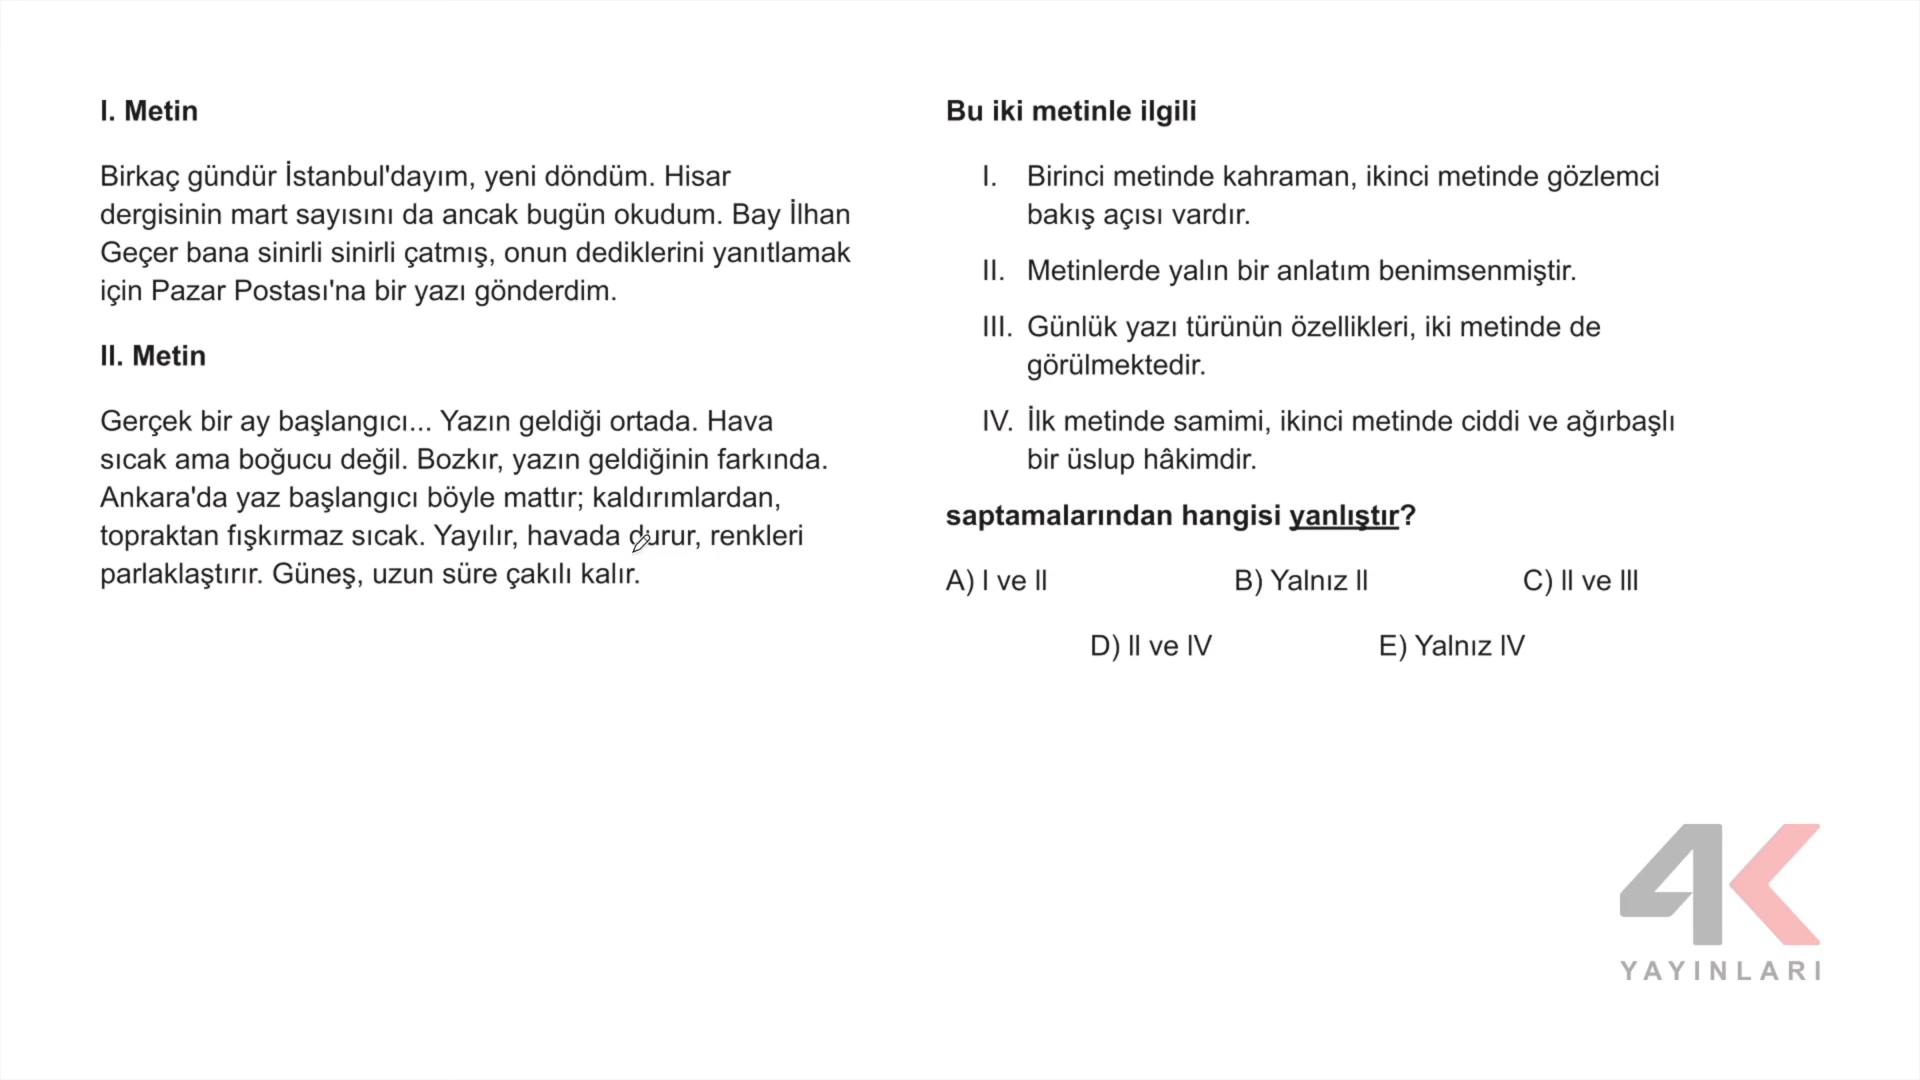 I. Metin
Birkaç gündür İstanbul'dayım, yeni döndüm. Hisar
dergisinin mart sayısını da ancak bugün okudum. Bay İlhan
Geçer bana sinirli sinirli çatmış, onun dediklerini yanıtlamak
için Pazar Postası'na bir yazı gönderdim.
II. Metin
Gerçek bir ay başlangıcı... Yazın geldiği ortada. Hava
sıcak ama boğucu değil. Bozkır, yazın geldiğinin farkında.
Ankara'da yaz başlangıcı böyle mattır; kaldırımlardan,
topraktan fışkırmaz sıcak. Yayılır, havada durur, renkleri
parlaklaştırır. Güneş, uzun süre çakılı kalır.
Bu iki metinle ilgili
I. Birinci metinde kahraman, ikinci metinde gözlemci
bakış açısı vardır.
II. Metinlerde yalın bir anlatım benimsenmiştir.
III. Günlük yazı türünün özellikleri, iki metinde de
görülmektedir.
IV. İlk metinde samimi, ikinci metinde ciddi ve ağırbaşlı
bir üslup hâkimdir.
saptamalarından hangisi yanlıştır?
A) I ve II B) Yalnız II C) II ve III
D) II ve IV E) Yalnız IV
4K
YAYINLARI